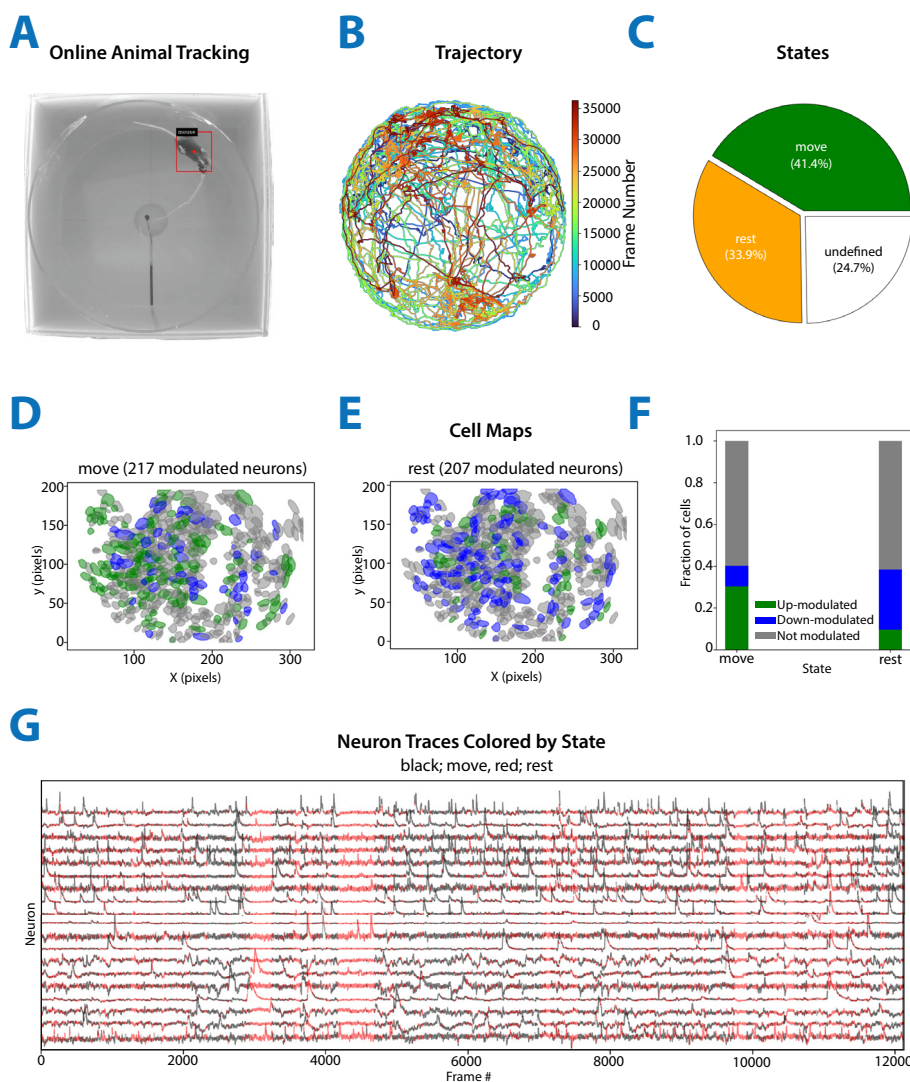 A
Online Animal Tracking
mouse
B
Trajectory
35000
30000
25000
20000
15000
10000
5000
0
Frame Number
C
States
move
(41.4%)
rest
(33.9%)
undefined
(24.7%)
D
E
Cell Maps
move (217 modulated neurons)
200
150
100
50
0
y (pixels)
100
200
300
X (pixels)
rest (207 modulated neurons)
200
150
100
50
0
y (pixels)
100
200
300
X (pixels)
F
1.0
0.8
0.6
0.4
0.2
0
Fraction of cells
Up-modulated
Down-modulated
Not modulated
move
rest
State
G
Neuron Traces Colored by State
black; move, red; rest
Neuron
0
2000
4000
6000
8000
10000
12000
Frame #